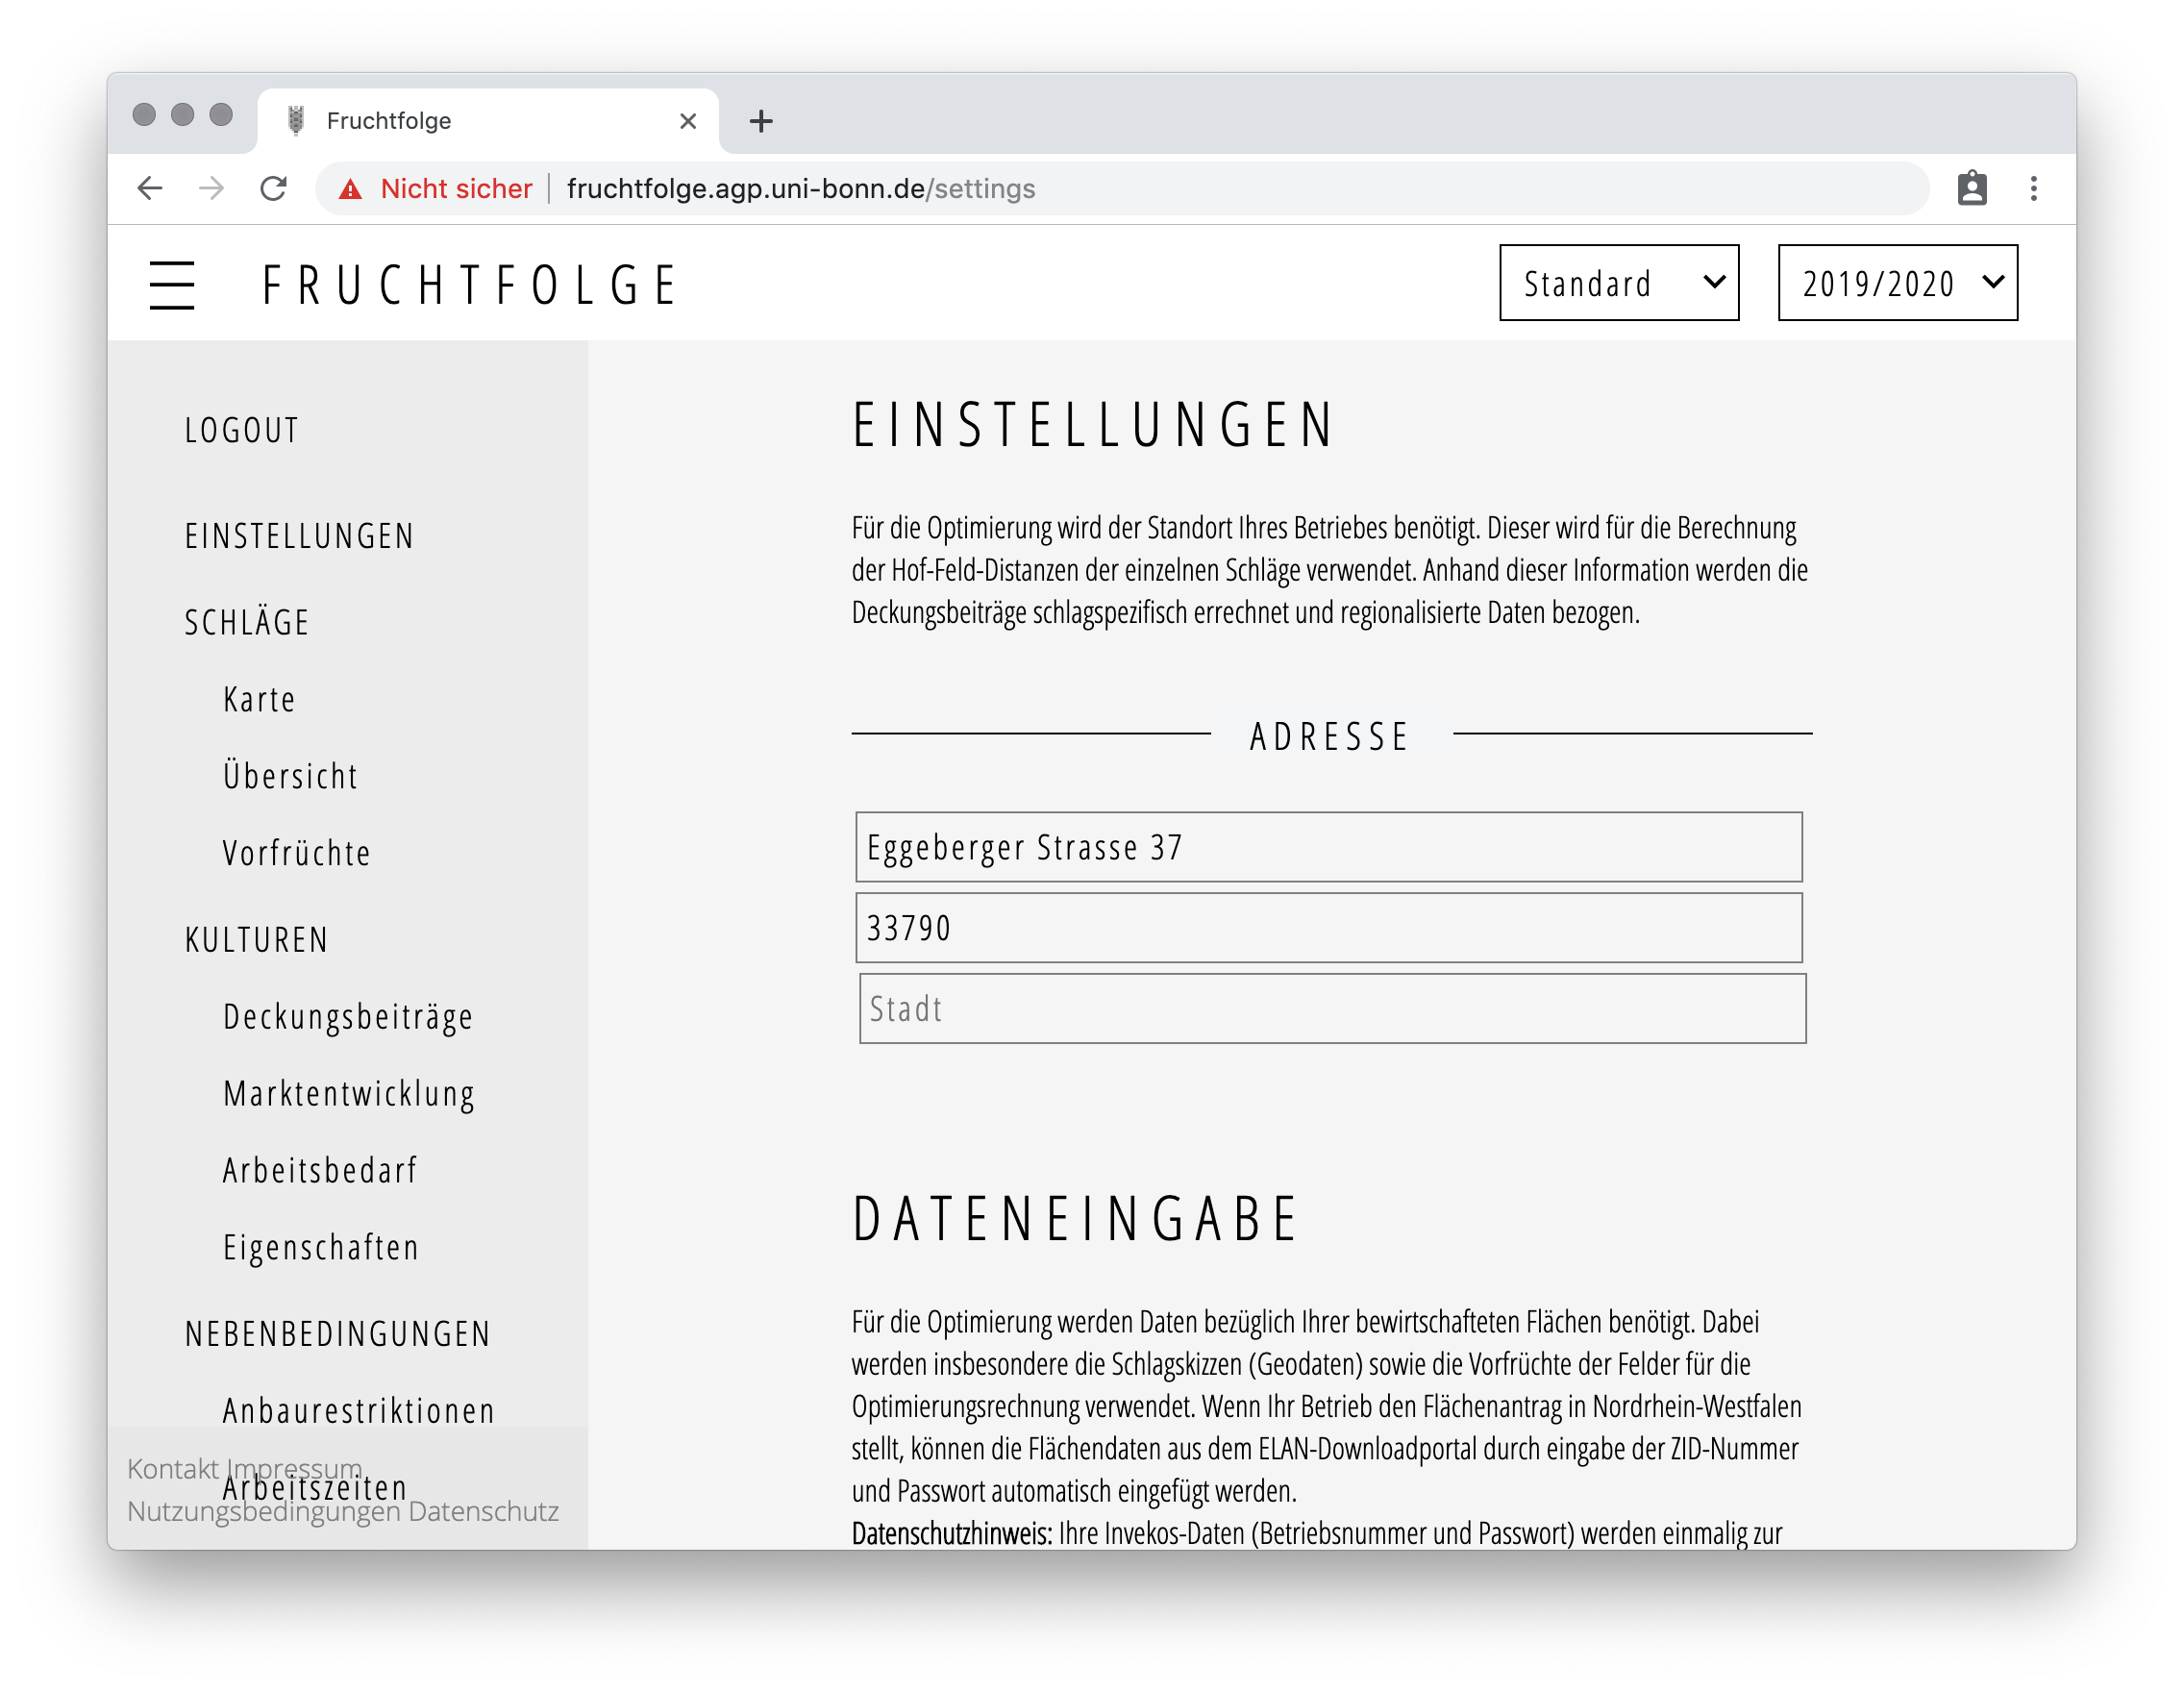 Fruchtfolge
Nicht sicher fruchtfolge.agp.uni-bonn.de/settings
FRUCHTFOLGE
Standard
2019/2020
LOGOUT
EINSTELLUNGEN
SCHLÄGE
Karte
Übersicht
Vorfrüchte
KULTUREN
Deckungsbeiträge
Marktentwicklung
Arbeitsbedarf
Eigenschaften
NEBENBEDINGUNGEN
Anbaurestriktionen
Arbeitszeiten
Kontakt Impressum
Nutzungsbedingungen Datenschutz
EINSTELLUNGEN
Für die Optimierung wird der Standort Ihres Betriebes benötigt. Dieser wird für die Berechnung
der Hof-Feld-Distanzen der einzelnen Schläge verwendet. Anhand dieser Information werden die
Deckungsbeiträge schlagspezifisch errechnet und regionalisierte Daten bezogen.
ADRESSE
Eggeberger Strasse 37
33790
Stadt
DATENEINGABE
Für die Optimierung werden Daten bezüglich Ihrer bewirtschafteten Flächen benötigt. Dabei
werden insbesondere die Schlagskizzen (Geodaten) sowie die Vorfrüchte der Felder für die
Optimierungsrechnung verwendet. Wenn Ihr Betrieb den Flächenantrag in Nordrhein-Westfalen
stellt, können die Flächendaten aus dem ELAN-Downloadportal durch eingabe der ZID-Nummer
und Passwort automatisch eingefügt werden.
Datenschutzhinweis: Ihre Invekos-Daten (Betriebsnummer und Passwort) werden einmalig zur